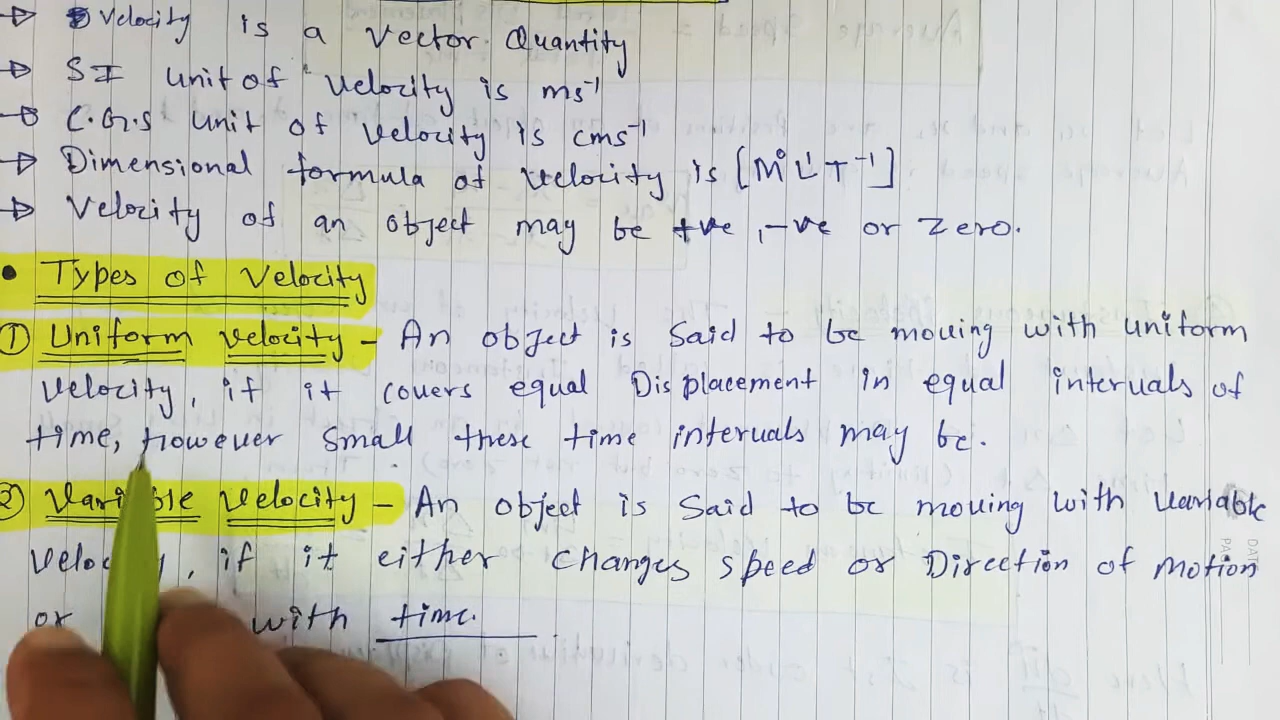 → Velocity is a Vector Quantity
→ SI unit of velocity is ms⁻¹
→ C.G.S unit of velocity is cms⁻¹
→ Dimensional formula of velocity is [M⁰L¹T⁻¹]
→ Velocity of an object may be +ve, -ve or Zero.
• Types of Velocity
① Uniform velocity - An object is Said to be moving with uniform
velocity, if it covers equal Displacement in equal intervals of
time, however small these time intervals may be.
② Variable velocity - An object is Said to be moving with variable
if it either changes speed or Direction of motion
or with time.